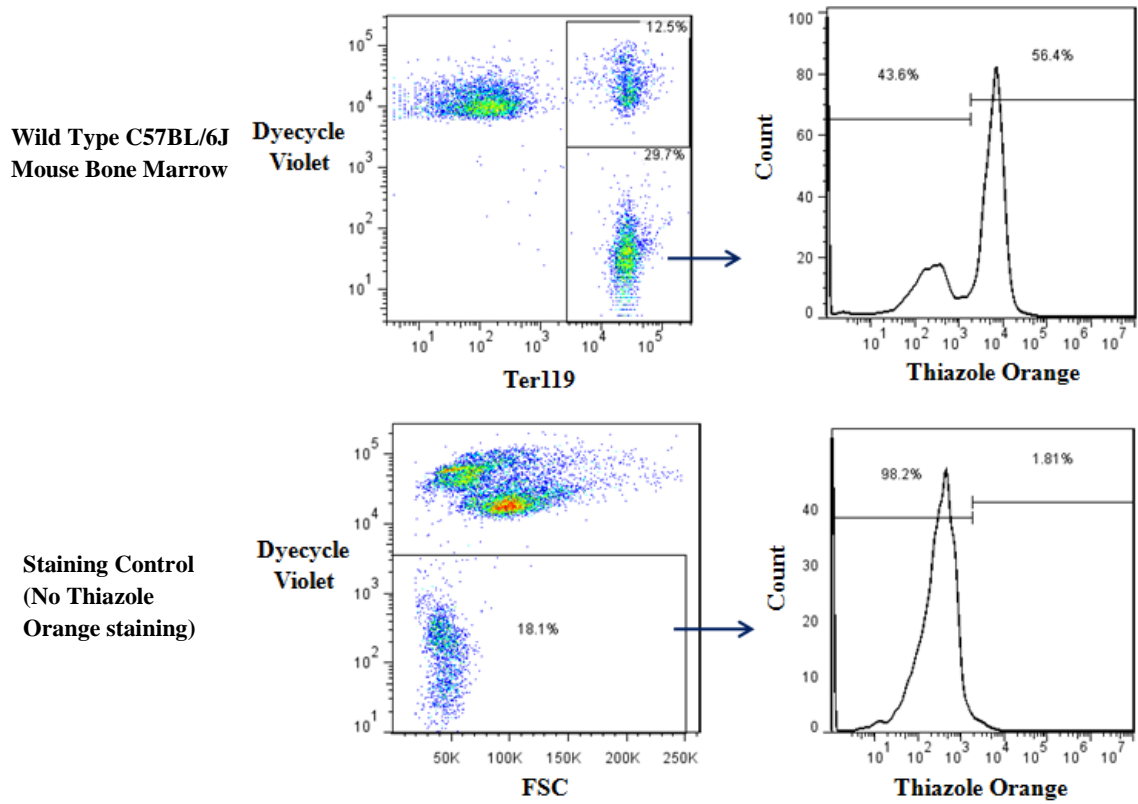 Wild Type C57BL/6J
Mouse Bone Marrow
Dyecycle
Violet
10^5
10^4
10^3
10^2
10^1
12.5%
29.7%
10^1 10^2 10^3 10^4 10^5
Ter119
Count
100
80
60
40
20
0
43.6%
56.4%
10^1 10^2 10^3 10^4 10^5 10^6 10^7
Thiazole Orange
Staining Control
(No Thiazole
Orange staining)
Dyecycle
Violet
10^5
10^4
10^3
10^2
10^1
18.1%
50K 100K 150K 200K 250K
FSC
Count
40
30
20
10
0
98.2%
1.81%
10^1 10^2 10^3 10^4 10^5 10^6 10^7
Thiazole Orange